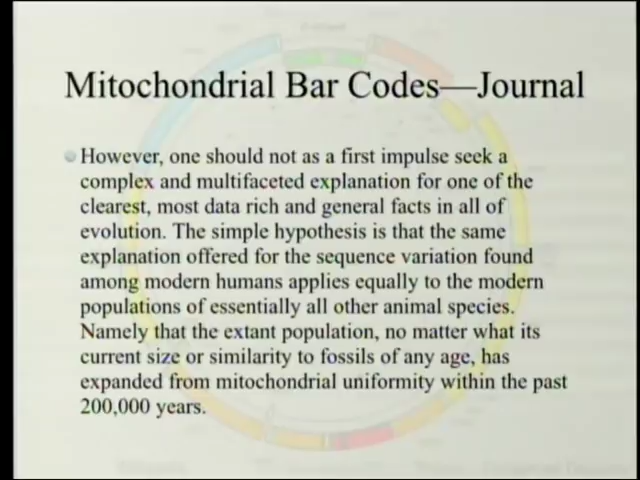 Mitochondrial Bar Codes—Journal
However, one should not as a first impulse seek a
complex and multifaceted explanation for one of the
clearest, most data rich and general facts in all of
evolution. The simple hypothesis is that the same
explanation offered for the sequence variation found
among modern humans applies equally to the modern
populations of essentially all other animal species.
Namely that the extant population, no matter what its
current size or similarity to fossils of any age, has
expanded from mitochondrial uniformity within the past
200,000 years.